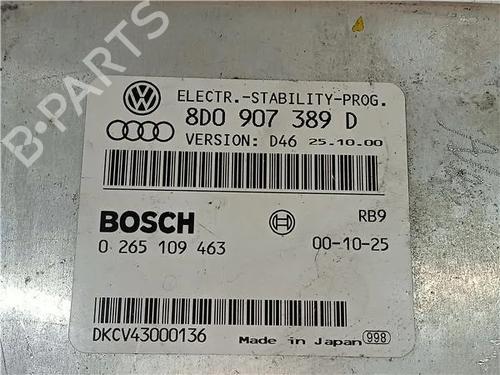 B-PARTS
ELECTR.-STABILITY-PROG.
8D0 907 389 D
VERSION: D46 25.10.00
BOSCH
RB9
0 265 109 463
00-10-25
DKCV43000136
Made in Japan
998